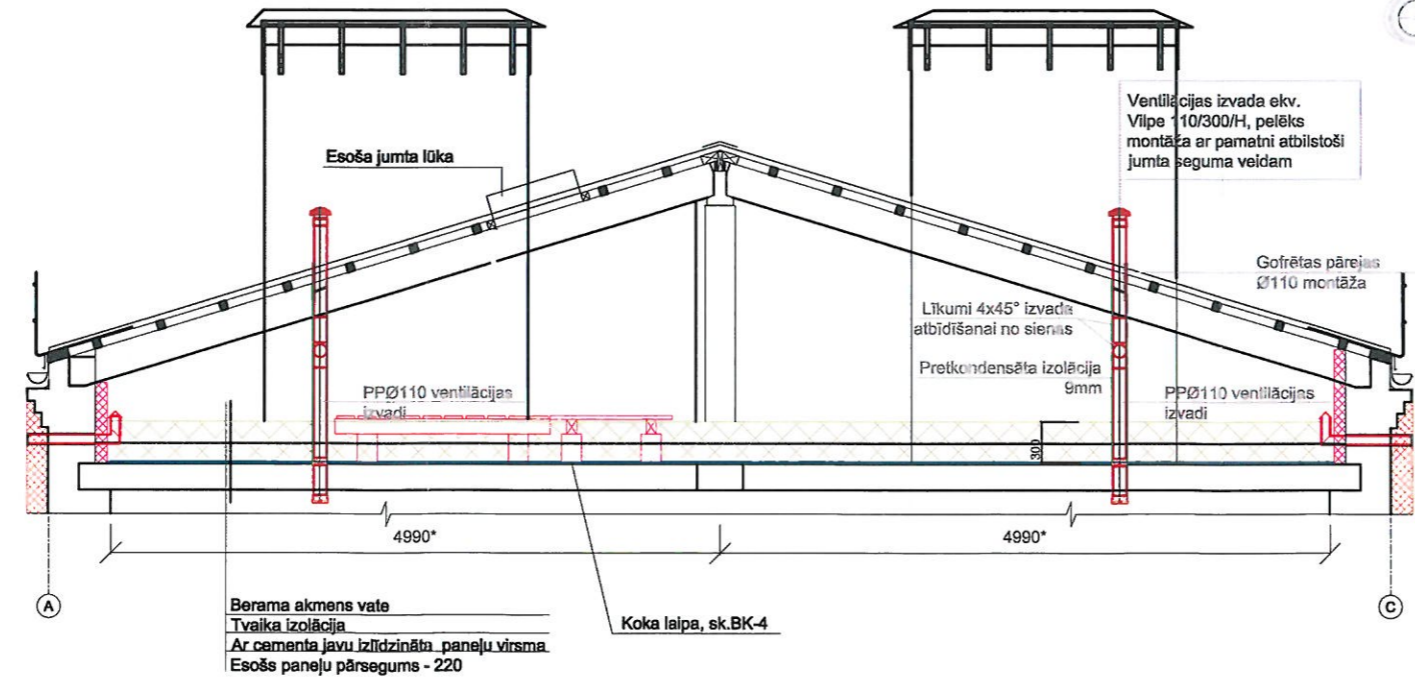 Ventilācijas izvada ekv.
Vilpe 110/300/H, pelēks
montāža ar pamatni atbilstoši
jumta seguma veidam
Esoša jumta lūka
Gofrētas pārejas
Ø110 montāža
Līkumi 4x45° izvada
atbīdīšanai no sienas
Pretkondensāta izolācija
9mm
PPØ110 ventilācijas
izvadi
PPØ110 ventilācijas
izvadi
300
4990*
4990*
A
C
Berama akmens vate
Tvaika izolācija
Ar cementa javu izlīdzināta paneļu virsma
Esošs paneļu pārsegums - 220
Koka laipa, sk.BK-4